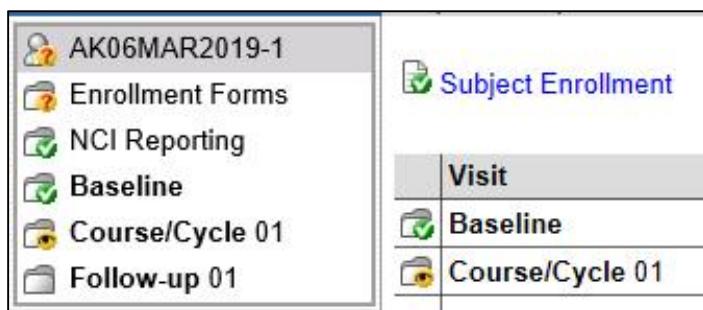 AK06MAR2019-1
Enrollment Forms
NCI Reporting
Baseline
Course/Cycle 01
Follow-up 01
Subject Enrollment
Visit
Baseline
Course/Cycle 01